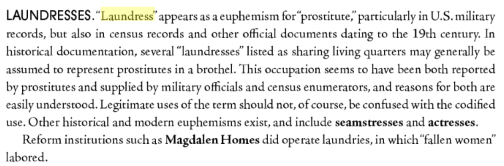 LAUNDRESSES. “Laundress” appears as a euphemism for “prostitute,” particularly in U.S. military
records, but also in census records and other official documents dating to the 19th century. In
historical documentation, several “laundresses” listed as sharing living quarters may generally be
assumed to represent prostitutes in a brothel. This occupation seems to have been both reported
by prostitutes and supplied by military officials and census enumerators, and reasons for both are
easily understood. Legitimate uses of the term should not, of course, be confused with the codified
use. Other historical and modern euphemisms exist, and include seamstresses and actresses.
Reform institutions such as Magdalen Homes did operate laundries, in which “fallen women”
labored.